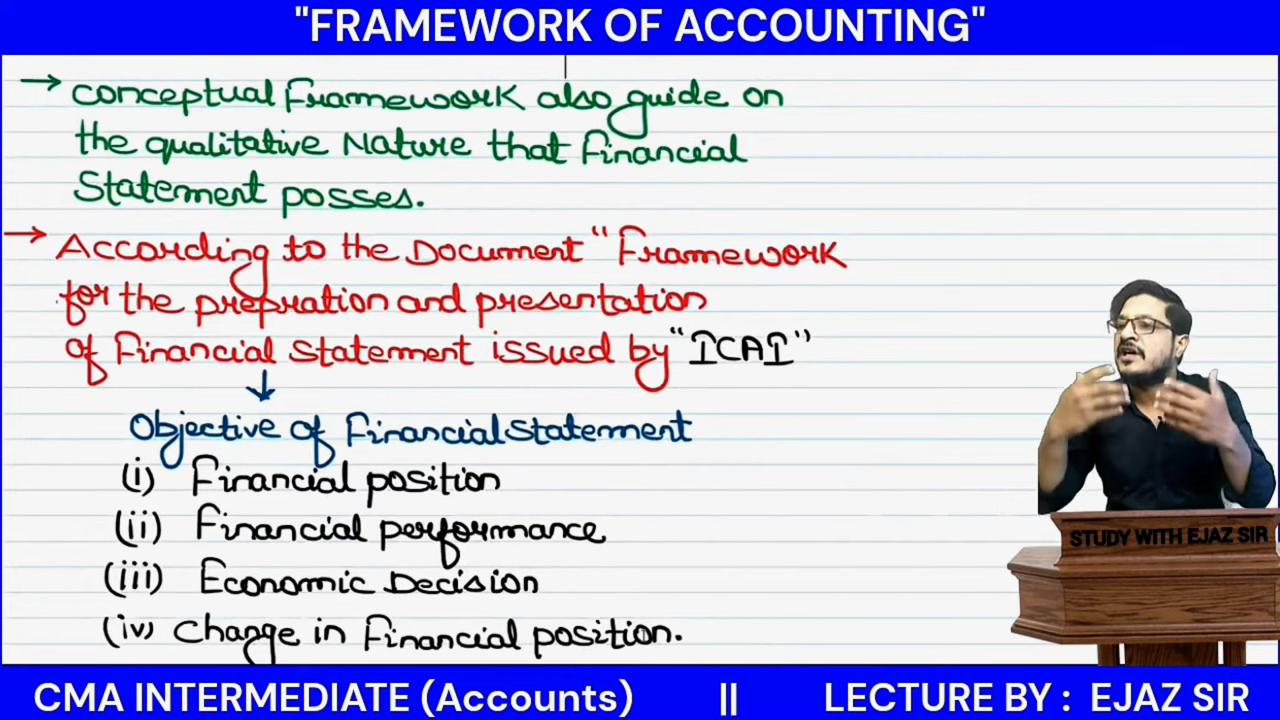 "FRAMEWORK OF ACCOUNTING"
→ Conceptual Framework also guide on
the qualitative Nature that Financial
Statement posses.
→ According to the Document "Framework
for the prepration and presentation
of Financial statement issued by "ICAI"
↓
Objective of Financial statement
(i) Financial position
(ii) Financial performance
(iii) Economic Decision
(iv) Change in Financial position.
STUDY WITH EJAZ SIR
CMA INTERMEDIATE (Accounts) || LECTURE BY : EJAZ SIR